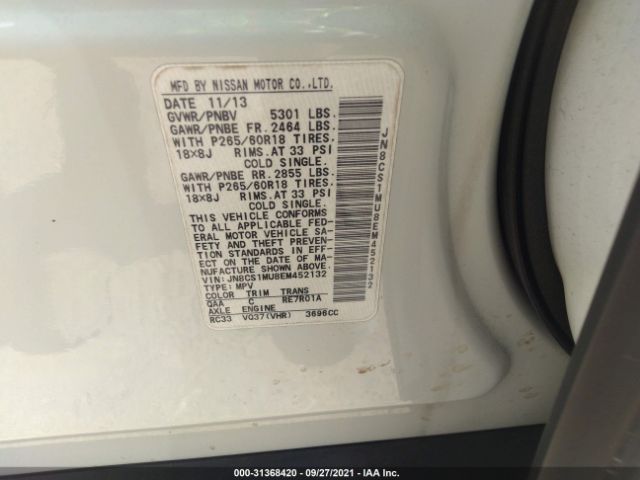 MFD BY NISSAN MOTOR CO.,LTD.
DATE 11/13
GVWR/PNBV 5301 LBS.
GAWR/PNBE FR. 2464 LBS.
WITH P265/60R18 TIRES.
18×8J RIMS. AT 33 PSI
COLD SINGLE.
GAWR/PNBE RR. 2855 LBS.
WITH P265/60R18 TIRES.
18×8J RIMS. AT 33 PSI
COLD SINGLE.
THIS VEHICLE CONFORMS
TO ALL APPLICABLE FED-
ERAL MOTOR VEHICLE SA-
FETY AND THEFT PREVEN-
TION STANDARDS IN EFF-
ECT ON THE DATE OF MA-
NUFACTURE SHOWN ABOVE.
VIN: JN8CS1MU8EM452132
TYPE: MPV
COLOR TRIM TRANS
QAA C RE7R01A
AXLE ENGINE
RC33 VQ37(VHR) 3696CC
JN8CS1MU8EM452132
000-31368420 - 09/27/2021 - IAA Inc.